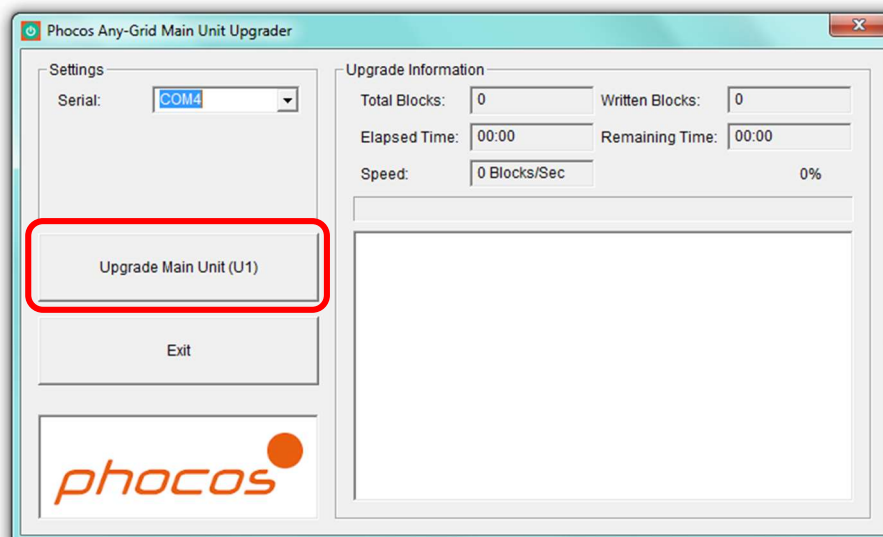 Phocos Any-Grid Main Unit Upgrader
Settings
Serial: COM4
Upgrade Main Unit (U1)
Exit
phocos
Upgrade Information
Total Blocks: 0 Written Blocks: 0
Elapsed Time: 00:00 Remaining Time: 00:00
Speed: 0 Blocks/Sec 0%